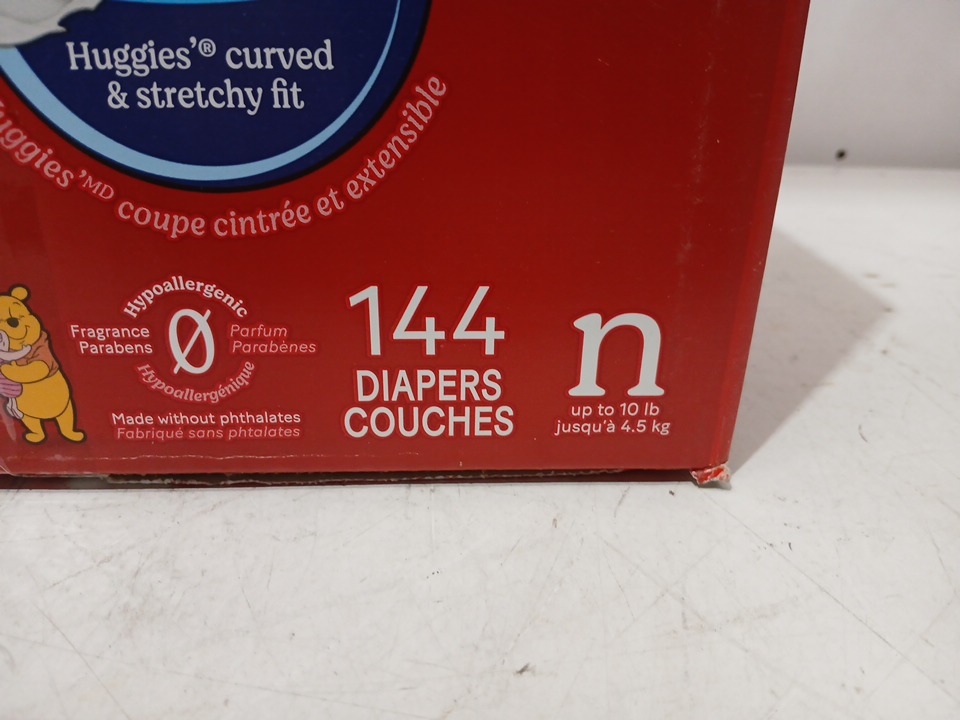 Huggies'® curved
& stretchy fit
uggies'MD coupe cintrée et extensible
Hypoallergenic
Fragrance
Parabens
0
Parfum
Parabènes
Hypoallergénique
Made without phthalates
Fabriqué sans phtalates
144
DIAPERS
COUCHES
n
up to 10 lb
jusqu'à 4.5 kg